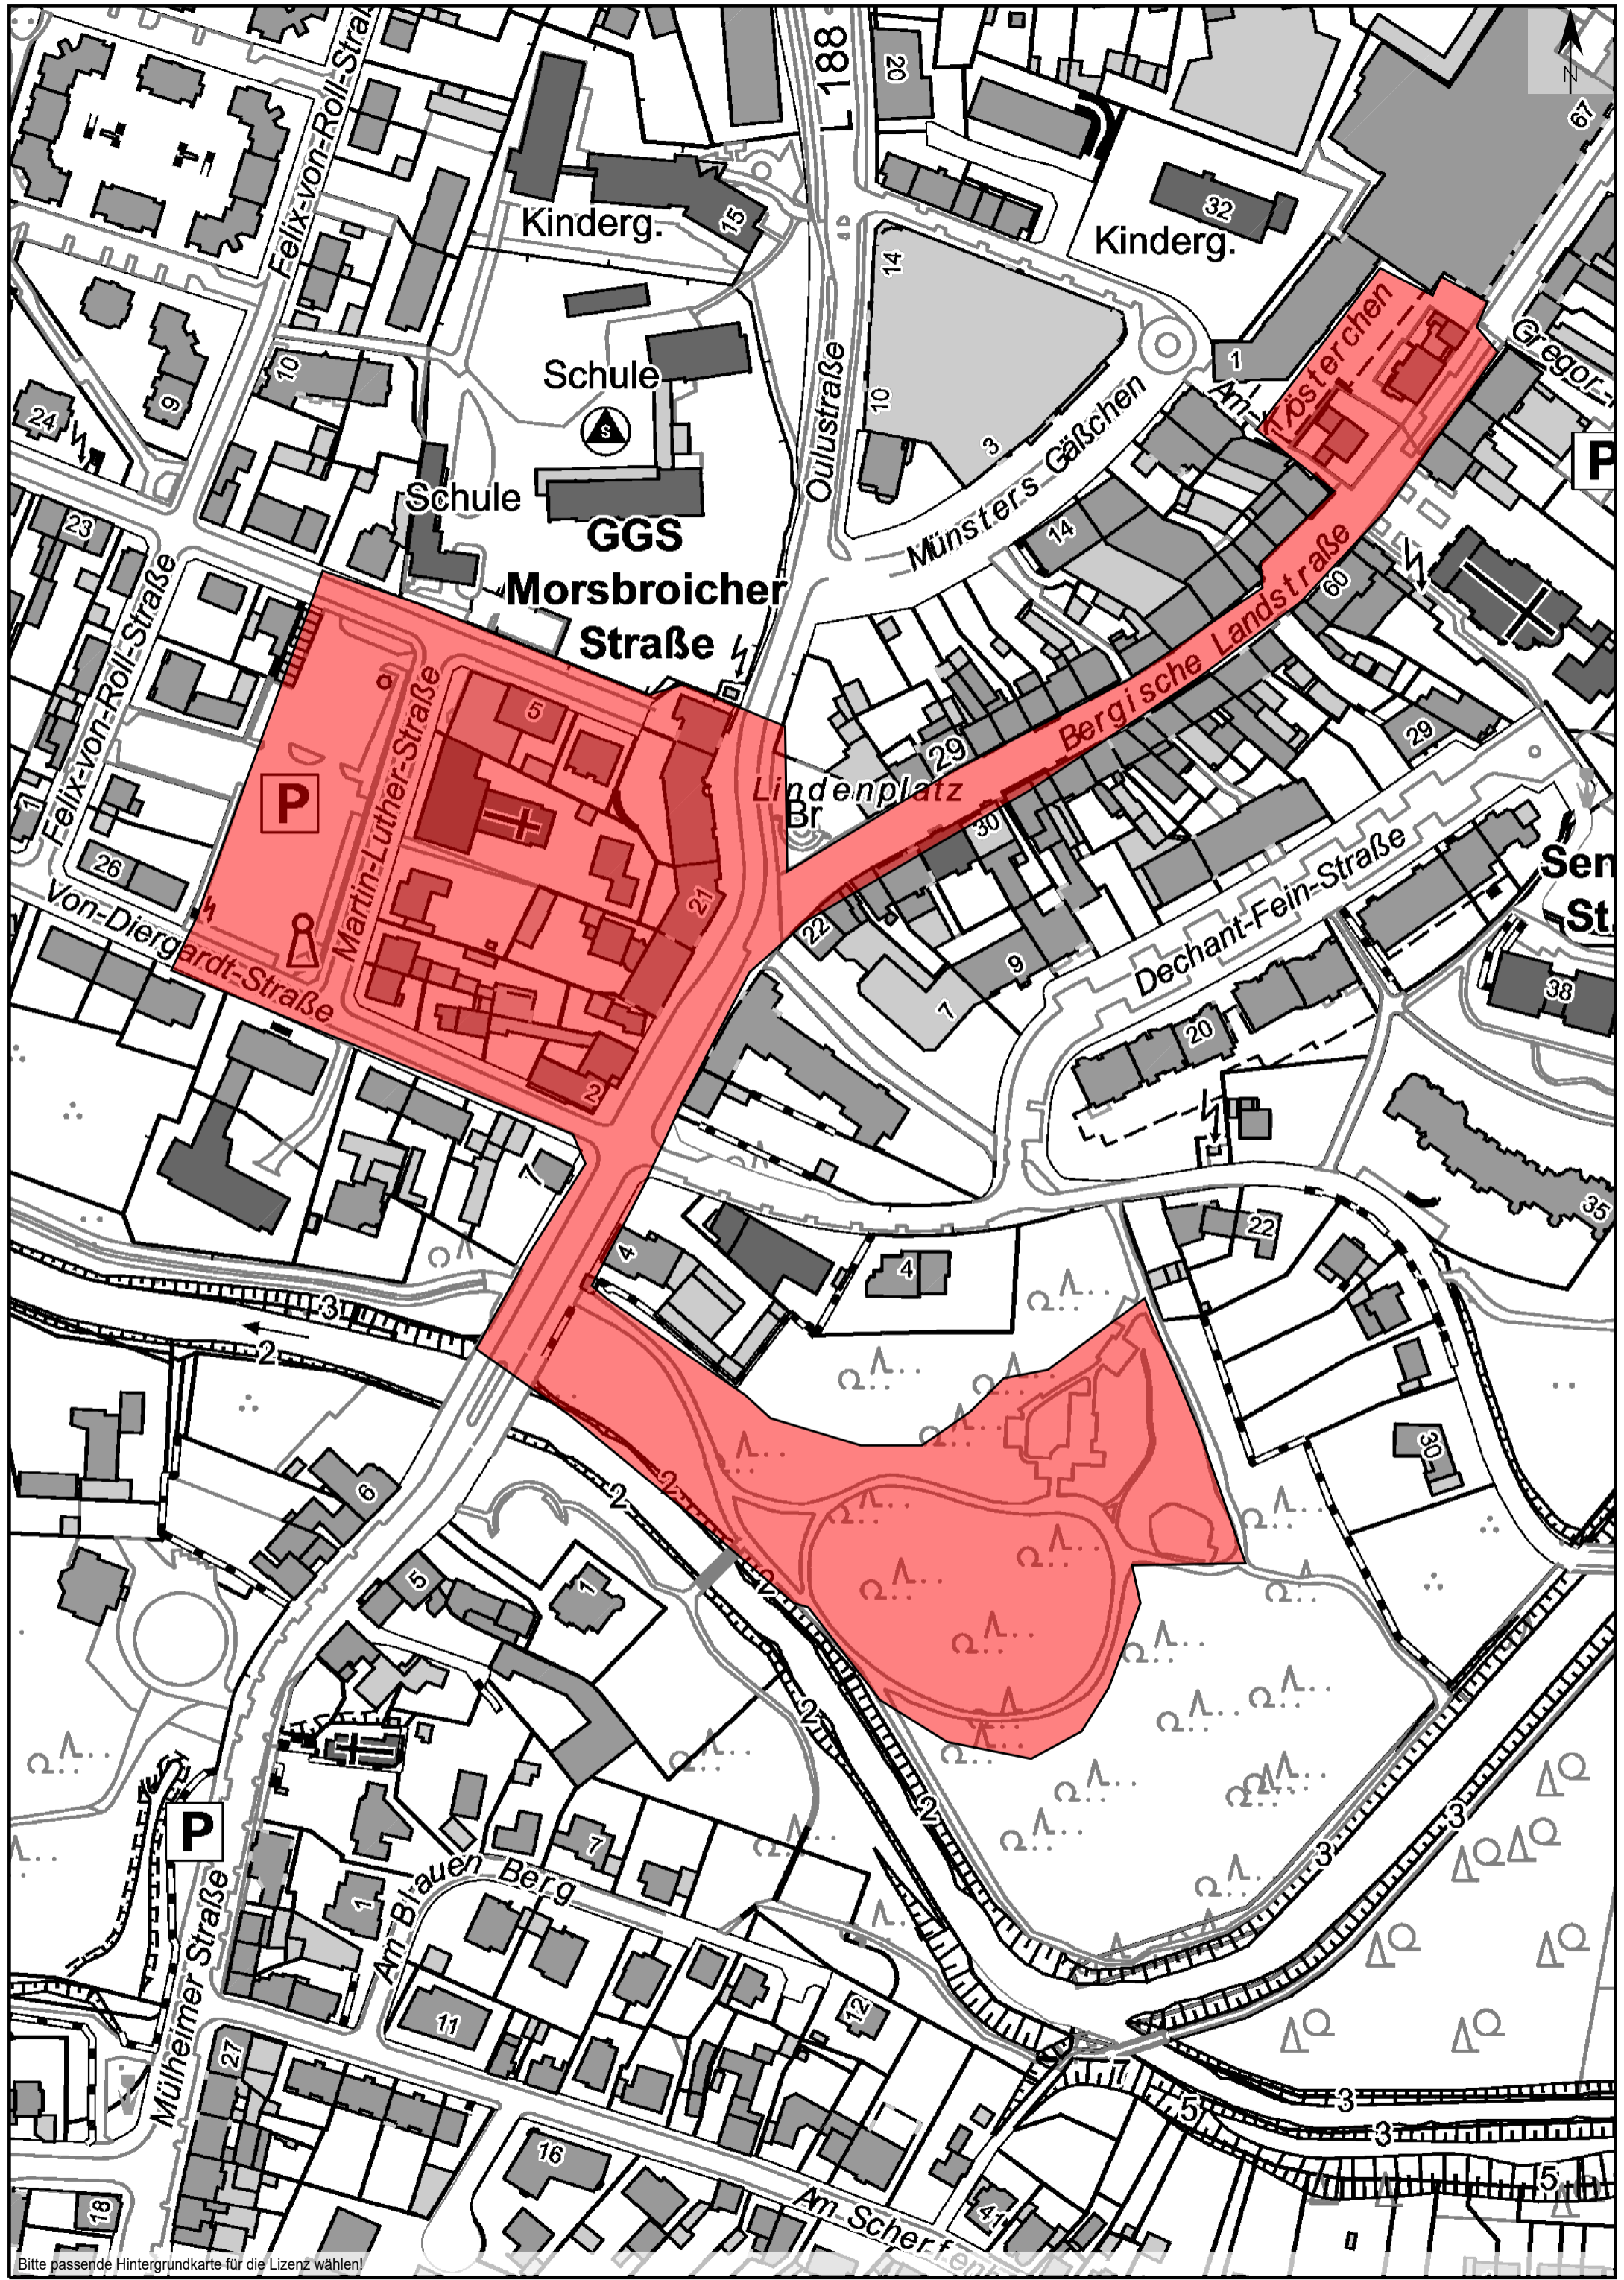 Felix-von-Roll-Straß
L 188
20
67
N
Kinderg.
15
32
Kinderg.
14
Am
Kösterchen
Gregor-
1
10
Schule
S
Oulustraße
10
3
Münsters Gäßchen
9
24
P
Schule
GGS
Morsbroicher
Straße
14
23
Felix-von-Roll-Straße
60
Bergische Landstraße
5
Martin-Luther-Straße
29
29
Lindenplatz
Br
30
P
1
26
Dechant-Fein-Straße
Sen
St
Von-Diergardt-Straße
21
22
9
7
38
20
2
7
4
4
22
35
3
2
30
2
2
6
5
1
2
2
2
P
7
3
3
Am Blauen Berg
1
Mülheimer Straße
11
12
27
7
5
3
3
5
16
18
41
Am Scherfen
Bitte passende Hintergrundkarte für die Lizenz wählen!